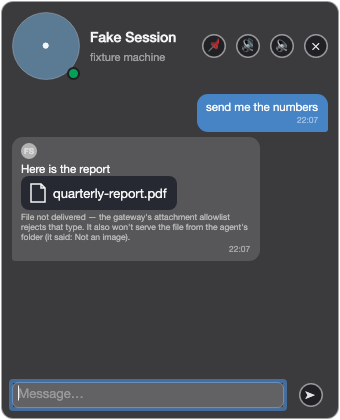 Fake Session
fixture machine
send me the numbers
22:07
FS
Here is the report
quarterly-report.pdf
File not delivered — the gateway's attachment allowlist
rejects that type. It also won't serve the file from the agent's
folder (it said: Not an image).
22:07
Message…